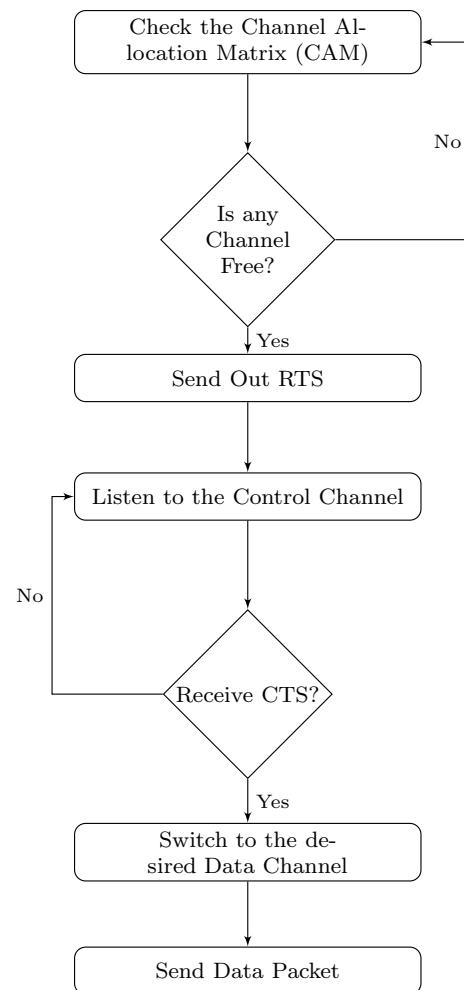 Check the Channel Al-
location Matrix (CAM)
No
Is any
Channel
Free?
Yes
Send Out RTS
Listen to the Control Channel
No
Receive CTS?
Yes
Switch to the de-
sired Data Channel
Send Data Packet